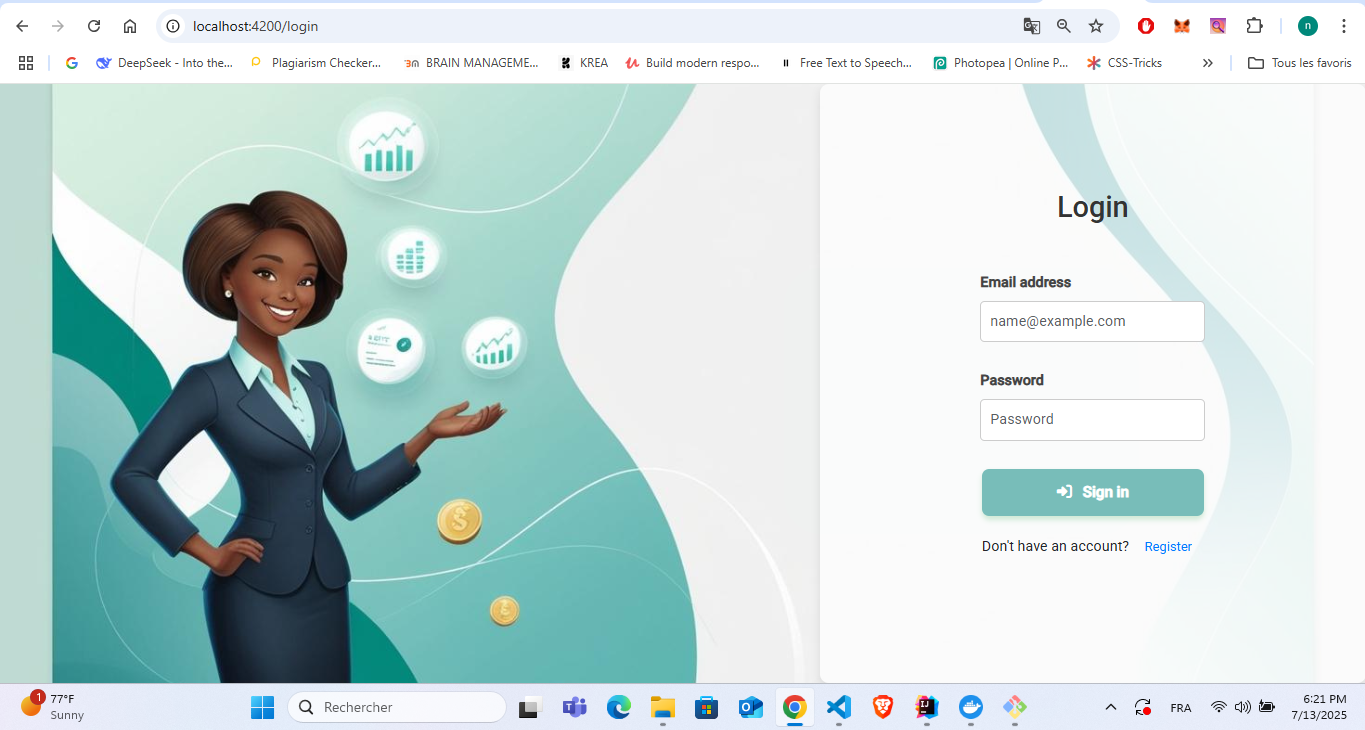 localhost:4200/login
n
DeepSeek - Into the...
Plagiarism Checker...
BRAIN MANAGEME...
KREA
Build modern respo...
Free Text to Speech...
Photopea | Online P...
CSS-Tricks
Tous les favoris
Login
Email address
name@example.com
Password
Password
Sign in
Don't have an account? Register
1
77°F
Sunny
Rechercher
FRA
6:21 PM
7/13/2025